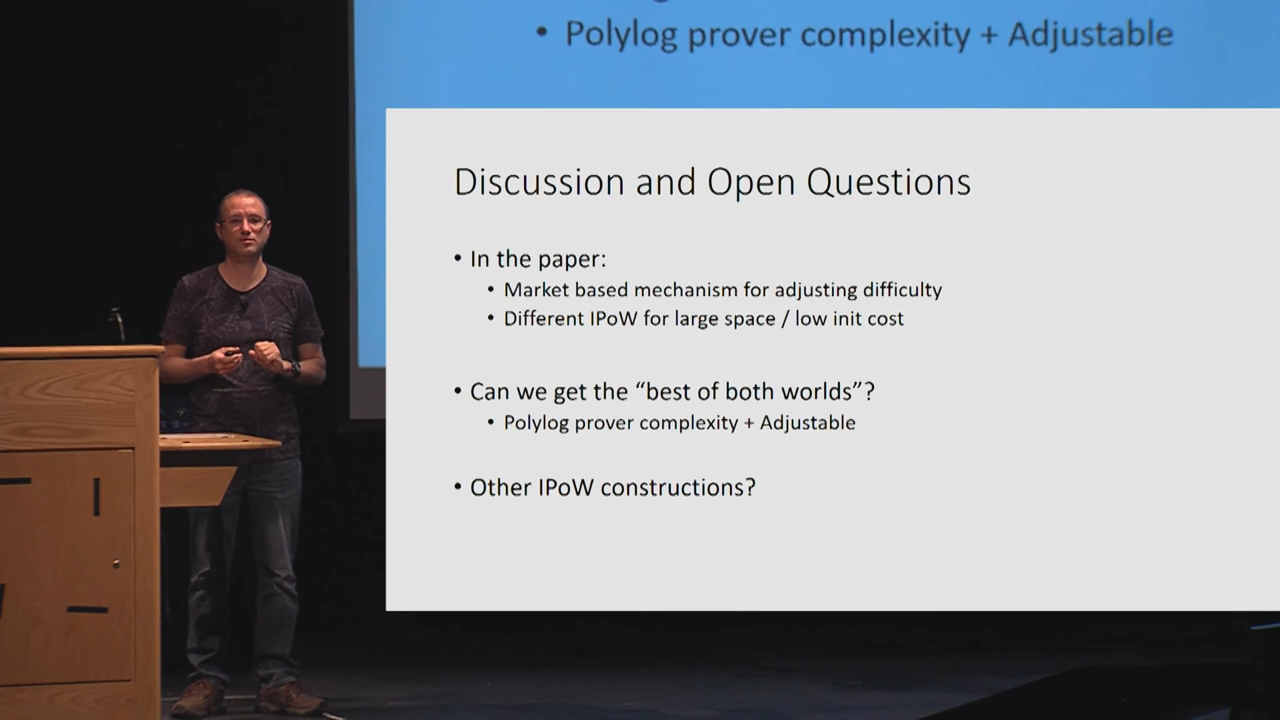 • Polylog prover complexity + Adjustable
Discussion and Open Questions
• In the paper:
• Market based mechanism for adjusting difficulty
• Different IPoW for large space / low init cost
• Can we get the “best of both worlds”?
• Polylog prover complexity + Adjustable
• Other IPoW constructions?